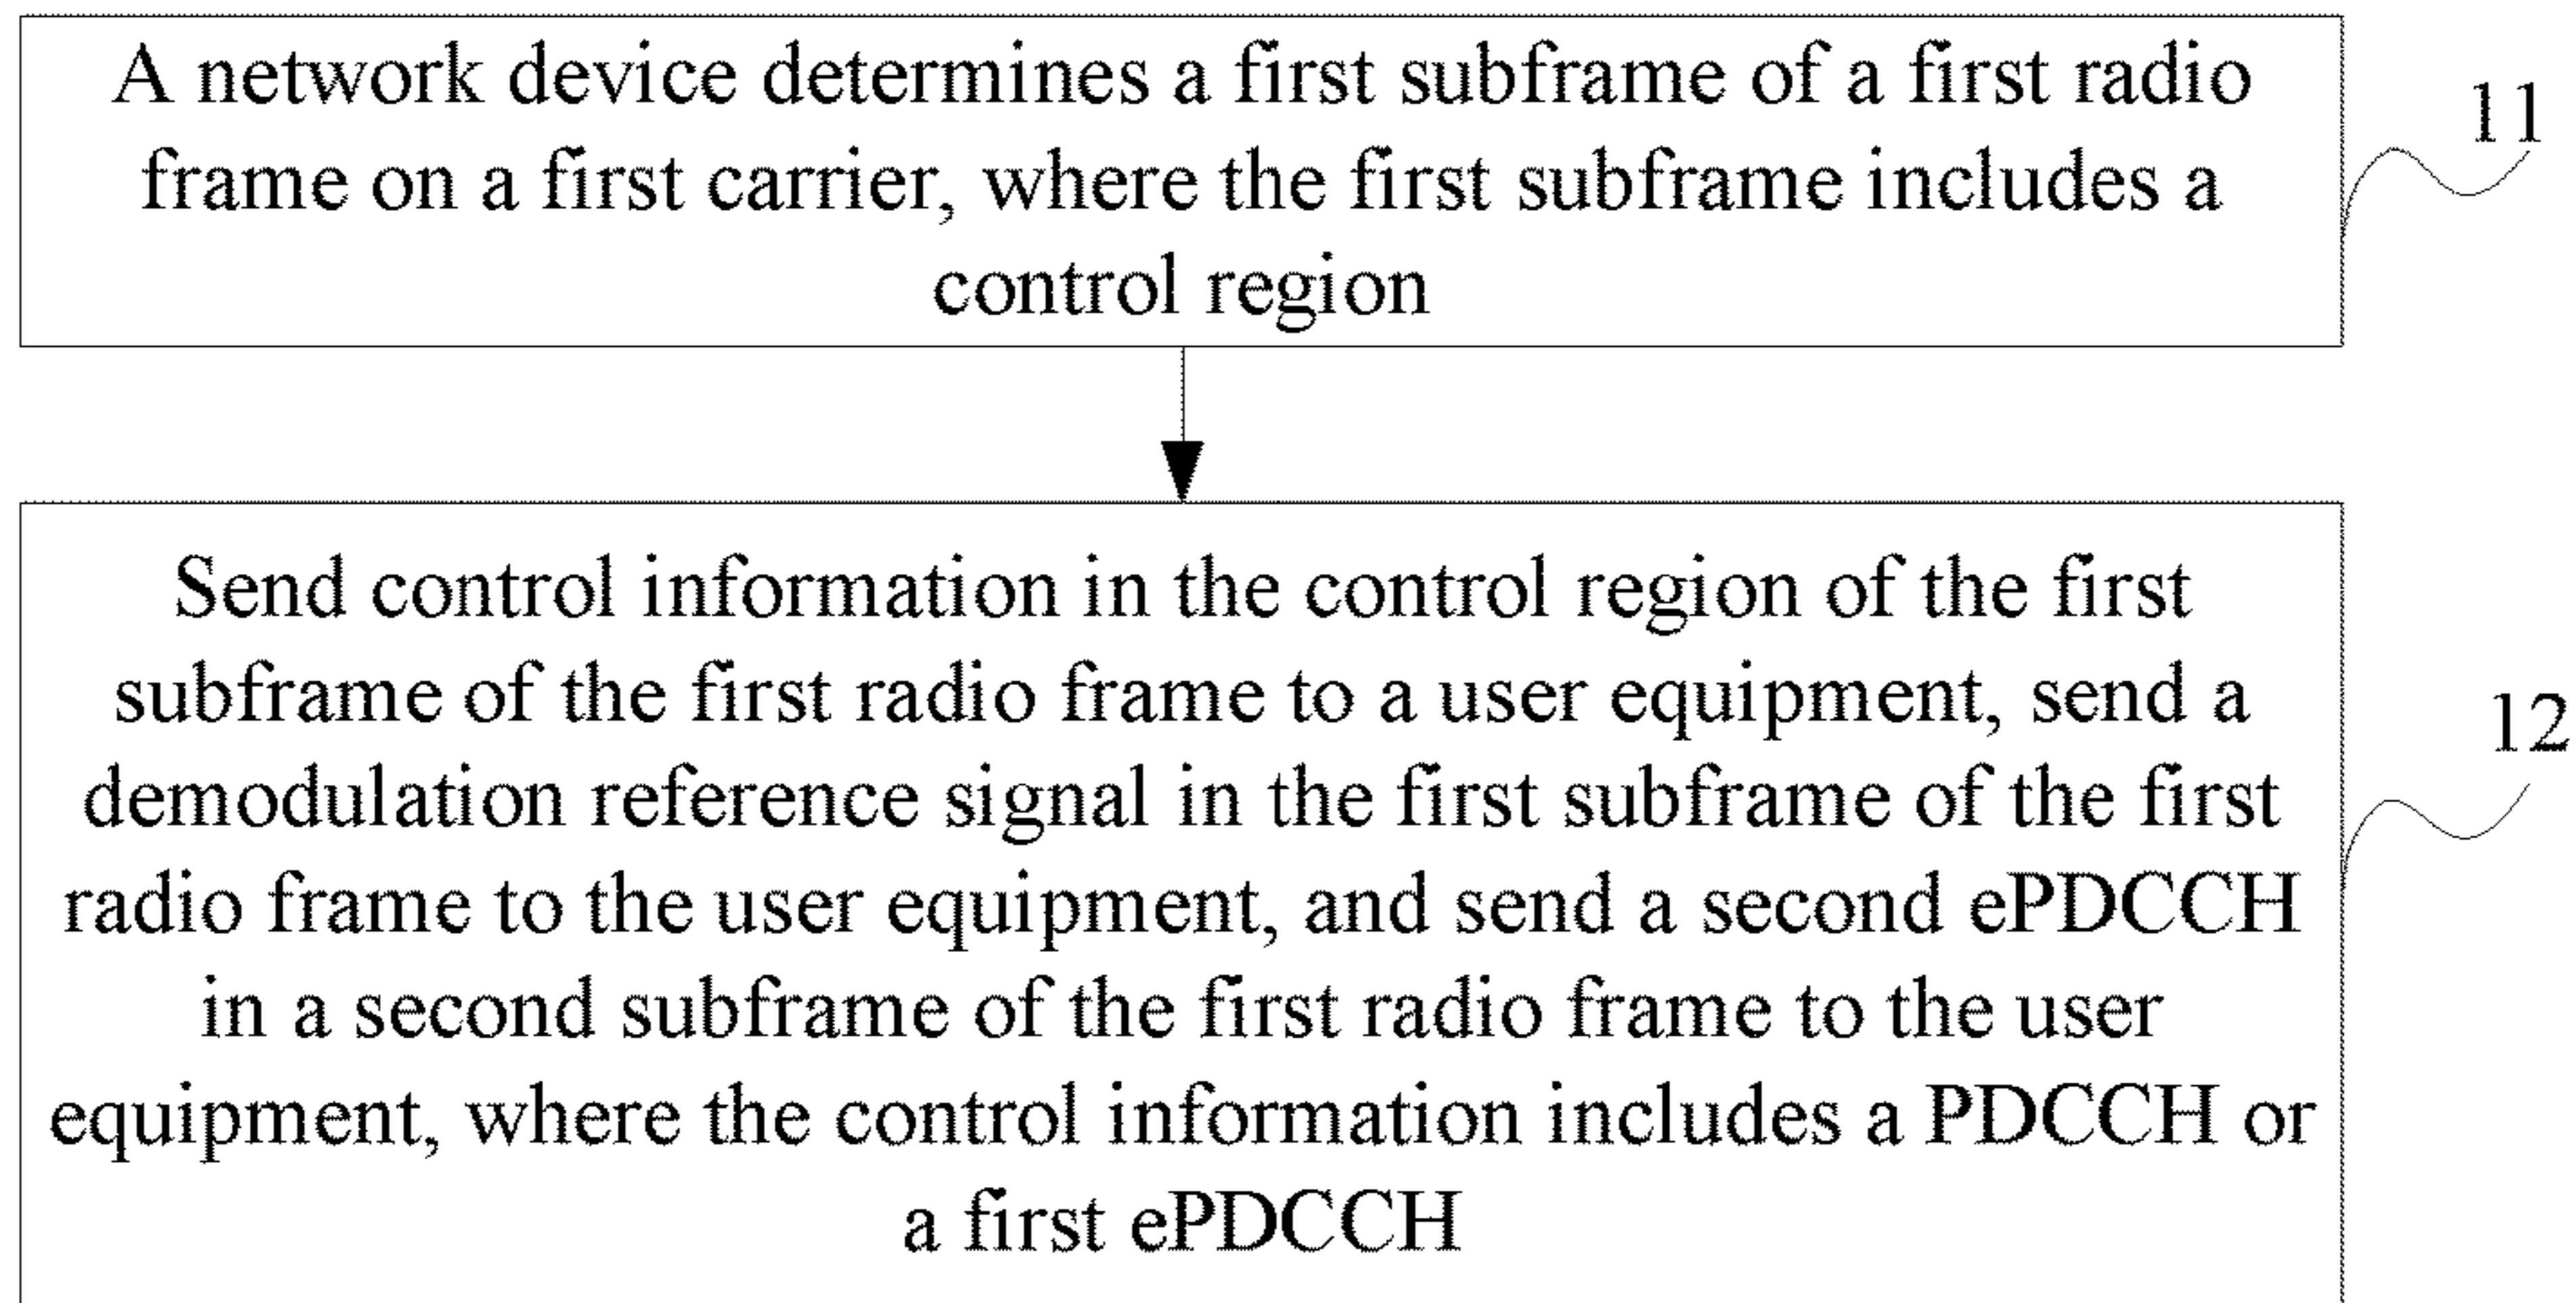 A network device determines a first subframe of a first radio
frame on a first carrier, where the first subframe includes a
control region
11
Send control information in the control region of the first
subframe of the first radio frame to a user equipment, send a
demodulation reference signal in the first subframe of the first
radio frame to the user equipment, and send a second ePDCCH
in a second subframe of the first radio frame to the user
equipment, where the control information includes a PDCCH or
a first ePDCCH
12